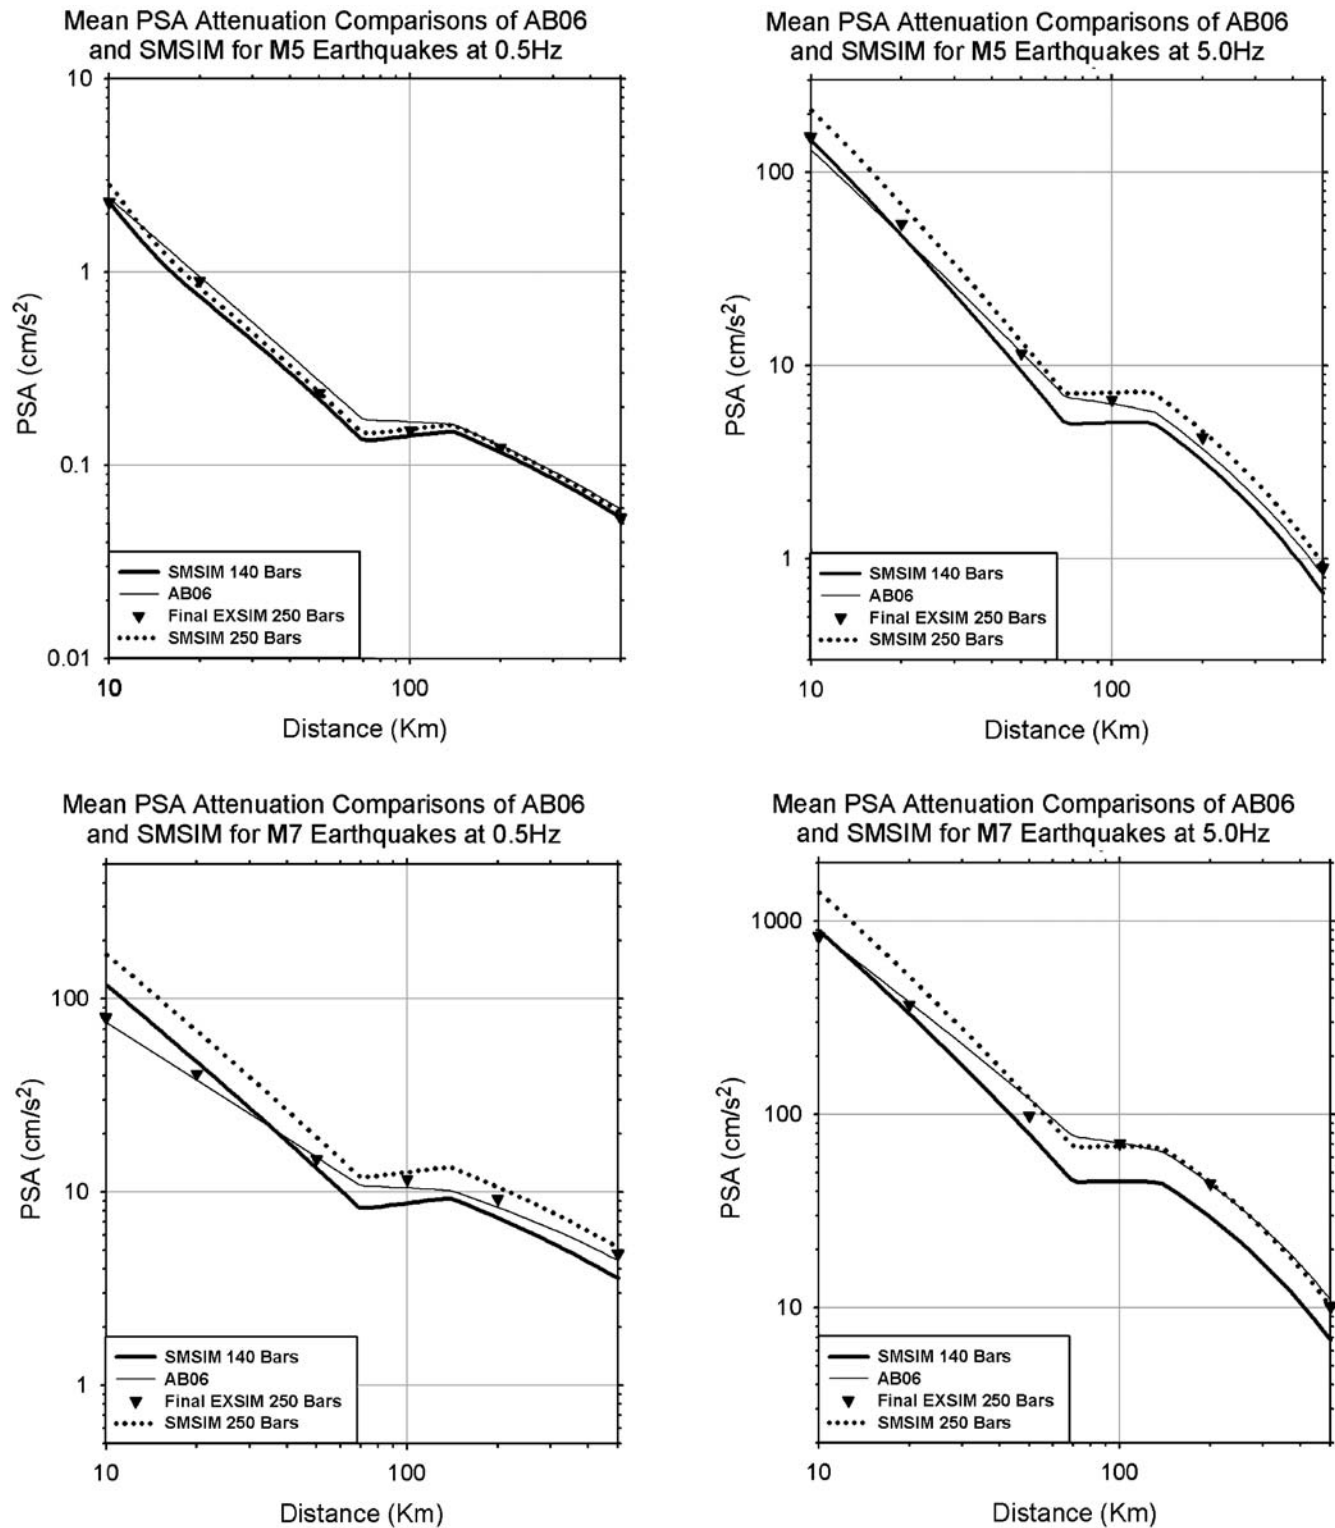 Mean PSA Attenuation Comparisons of AB06
and SMSIM for M5 Earthquakes at 0.5Hz
10
1
0.1
0.01
PSA (cm/s²)
SMSIM 140 Bars
AB06
Final EXSIM 250 Bars
SMSIM 250 Bars
10
100
Distance (Km)
Mean PSA Attenuation Comparisons of AB06
and SMSIM for M5 Earthquakes at 5.0Hz
100
10
1
PSA (cm/s²)
SMSIM 140 Bars
AB06
Final EXSIM 250 Bars
SMSIM 250 Bars
10
100
Distance (Km)
Mean PSA Attenuation Comparisons of AB06
and SMSIM for M7 Earthquakes at 0.5Hz
100
10
1
PSA (cm/s²)
SMSIM 140 Bars
AB06
Final EXSIM 250 Bars
SMSIM 250 Bars
10
100
Distance (Km)
Mean PSA Attenuation Comparisons of AB06
and SMSIM for M7 Earthquakes at 5.0Hz
1000
100
10
PSA (cm/s²)
SMSIM 140 Bars
AB06
Final EXSIM 250 Bars
SMSIM 250 Bars
10
100
Distance (Km)